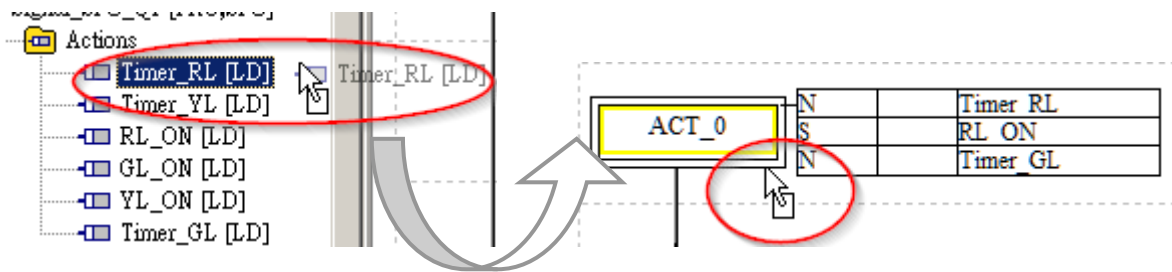 Actions
Timer_RL [LD]
Timer_RL [LD]
Timer_YL [LD]
RL_ON [LD]
GL_ON [LD]
YL_ON [LD]
Timer_GL [LD]
ACT_0
N Timer_RL
S RL_ON
N Timer_GL